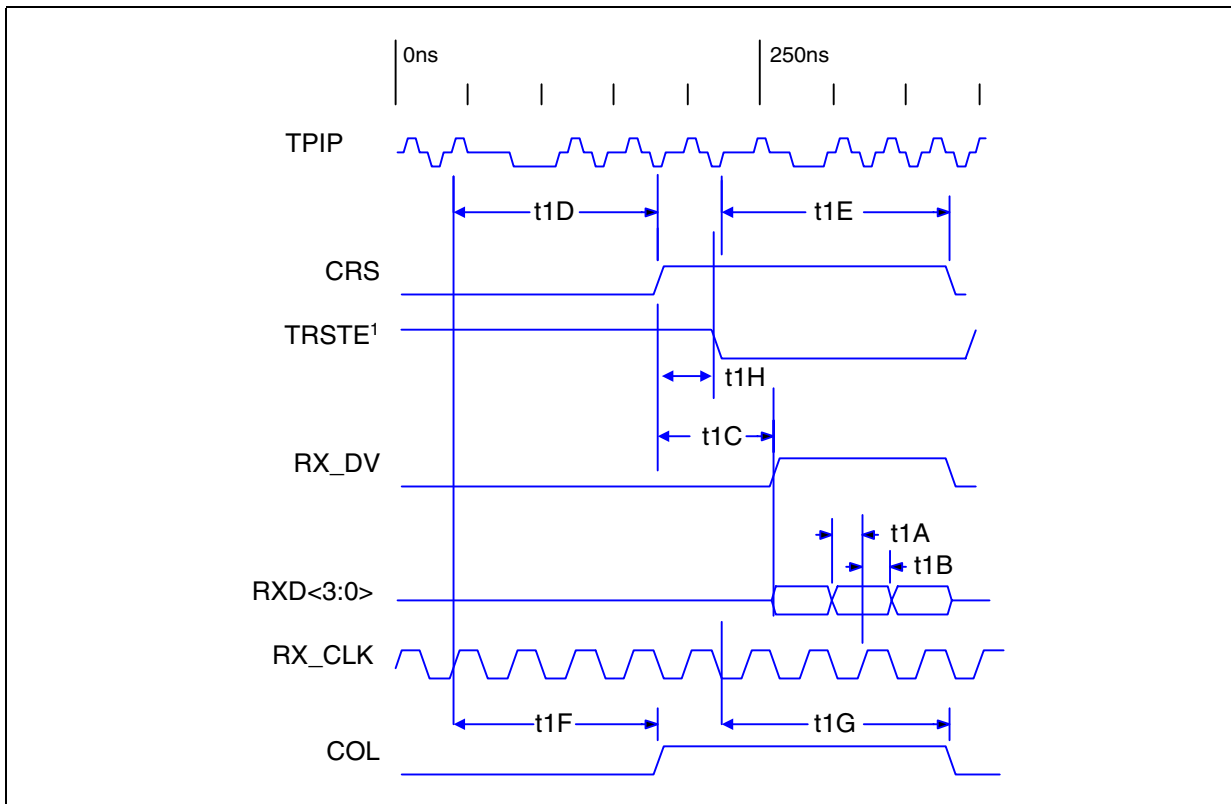 0ns
250ns
TPIP
t1D
t1E
CRS
TRSTE¹
t1H
t1C
RX_DV
t1A
t1B
RXD<3:0>
RX_CLK
t1F
t1G
COL